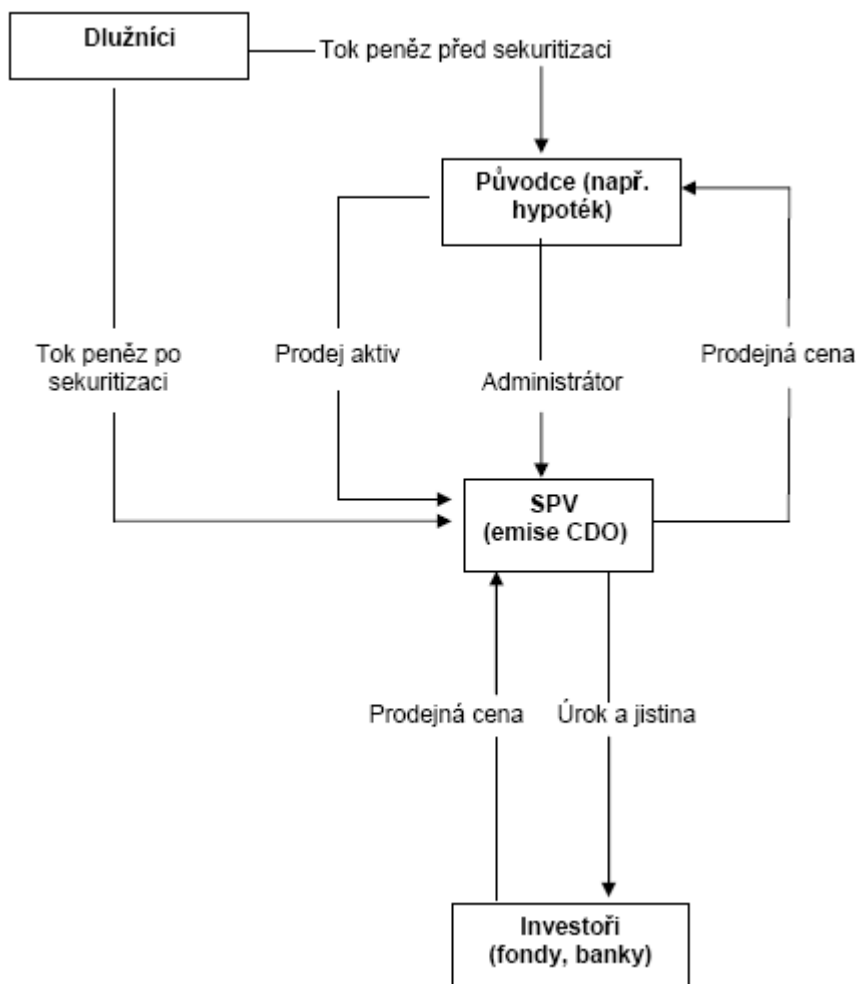 Dlužníci
Tok peněz před sekuritizaci
Původce (např.
hypoték)
Tok peněz po
sekuritizaci
Prodej aktiv
Administrátor
Prodejná cena
SPV
(emise CDO)
Prodejná cena
Úrok a jistina
Investoři
(fondy, banky)